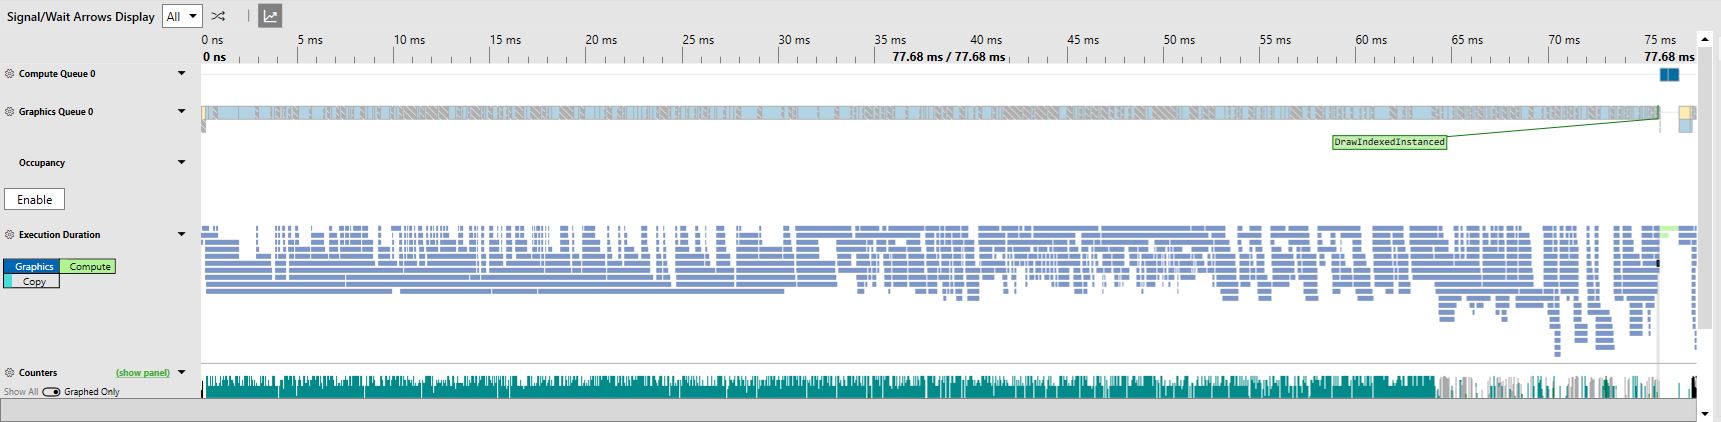 Signal/Wait Arrows Display All
0 ns 5 ms 10 ms 15 ms 20 ms 25 ms 30 ms 35 ms 40 ms 45 ms 50 ms 55 ms 60 ms 65 ms 70 ms 75 ms
0 ns 77.68 ms / 77.68 ms 77.68 ms
Compute Queue 0
Graphics Queue 0
DrawIndexedInstanced
Occupancy
Enable
Execution Duration
Graphics Compute
Copy
Counters (show panel)
Show All Graphed Only